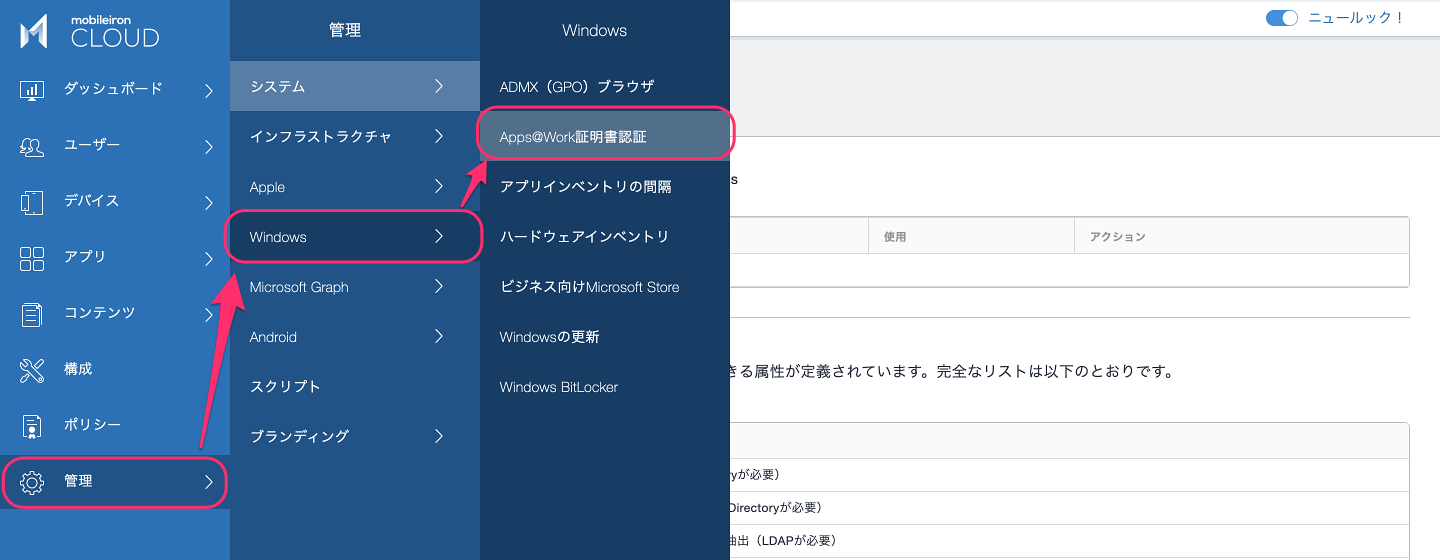 mobileiron
CLOUD
ダッシュボード
ユーザー
デバイス
アプリ
コンテンツ
構成
ポリシー
管理
管理
システム
インフラストラクチャ
Apple
Windows
Microsoft Graph
Android
スクリプト
ブランディング
Windows
ADMX（GPO）ブラウザ
Apps@Work証明書認証
アプリインベントリの間隔
ハードウェアインベントリ
ビジネス向けMicrosoft Store
Windowsの更新
Windows BitLocker
ニュールック！
s
使用 アクション
きる属性が定義されています。完全なリストは以下のとおりです。
ryが必要）
Directoryが必要）
抽出（LDAPが必要）